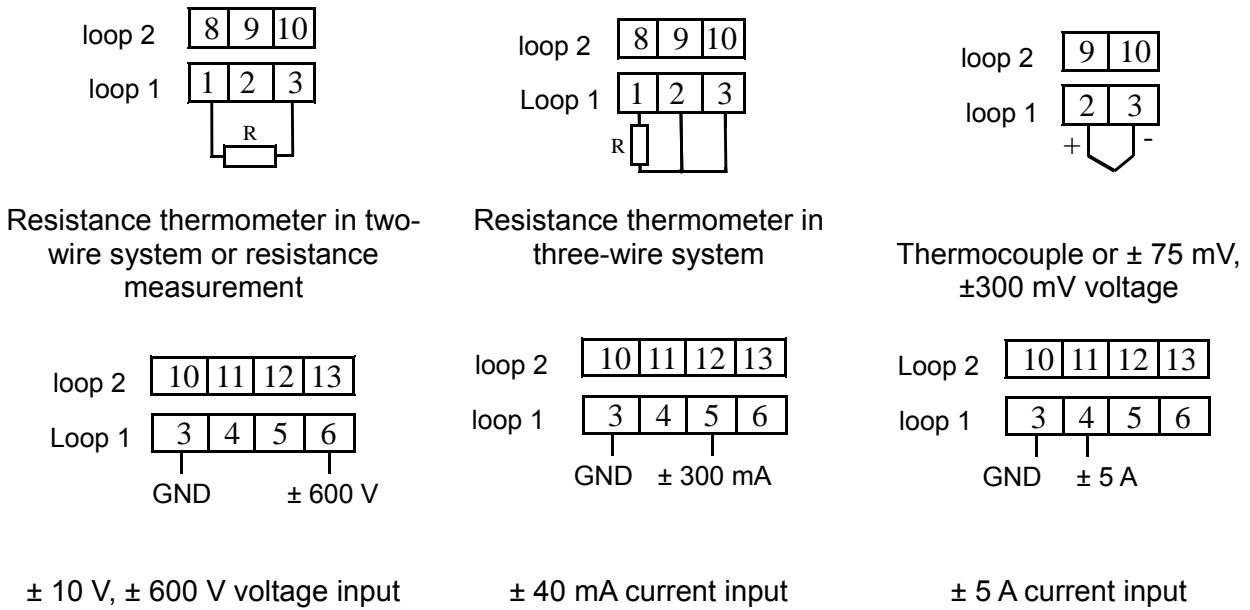 loop 2 8 9 10
loop 1 1 2 3
R
Resistance thermometer in two-
wire system or resistance
measurement
loop 2 8 9 10
Loop 1 1 2 3
R
Resistance thermometer in
three-wire system
loop 2 9 10
loop 1 2 3
+ -
Thermocouple or ± 75 mV,
±300 mV voltage
loop 2 10 11 12 13
Loop 1 3 4 5 6
GND ± 600 V
± 10 V, ± 600 V voltage input
loop 2 10 11 12 13
loop 1 3 4 5 6
GND ± 300 mA
± 40 mA current input
Loop 2 10 11 12 13
loop 1 3 4 5 6
GND ± 5 A
± 5 A current input